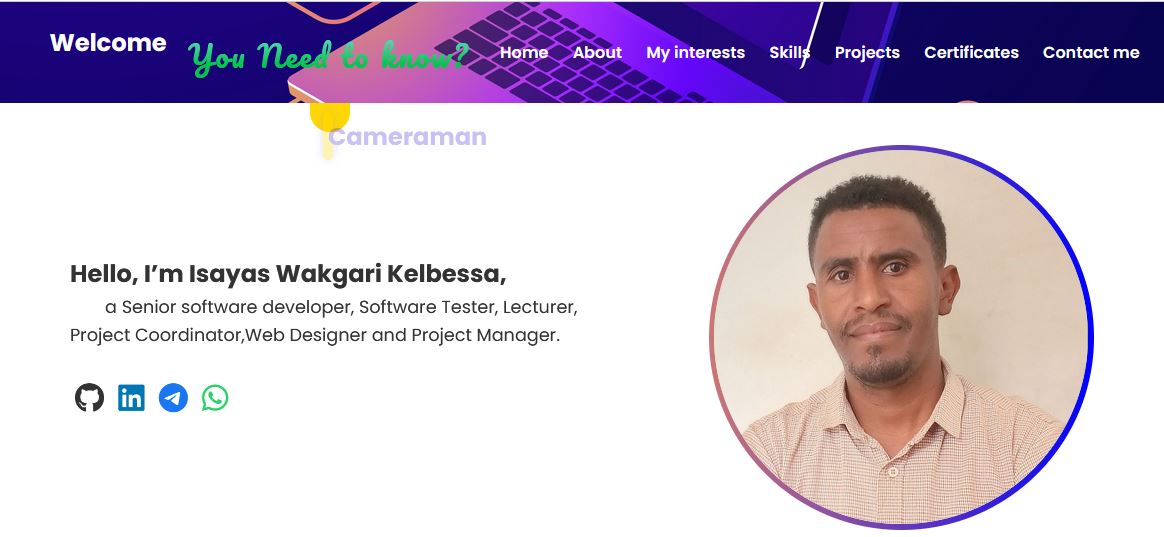 Welcome
You Need to know?
Home About My interests Skills Projects Certificates Contact me
Cameraman
Hello, I’m Isayas Wakgari Kelbessa,
a Senior software developer, Software Tester, Lecturer,
Project Coordinator,Web Designer and Project Manager.
in